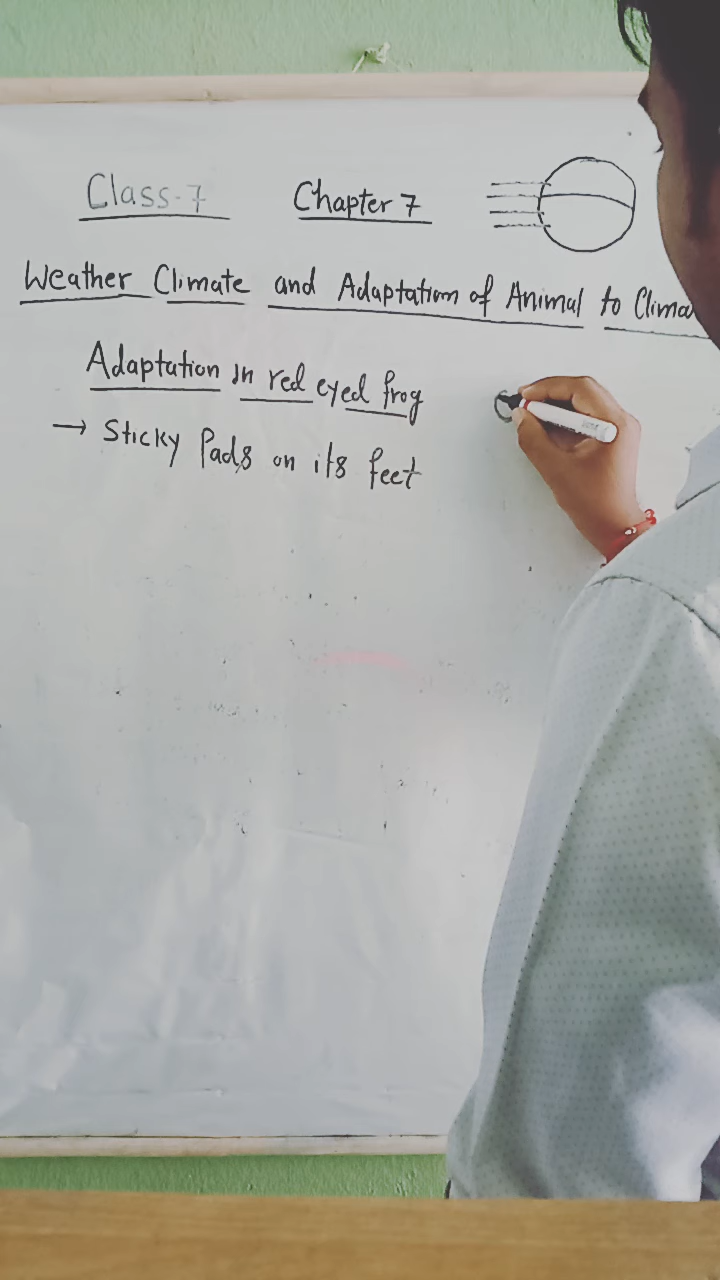 Class-7 Chapter 7
Weather Climate and Adaptation of Animal to Clima
Adaptation in red eyed frog
→ Sticky Pads on its feet